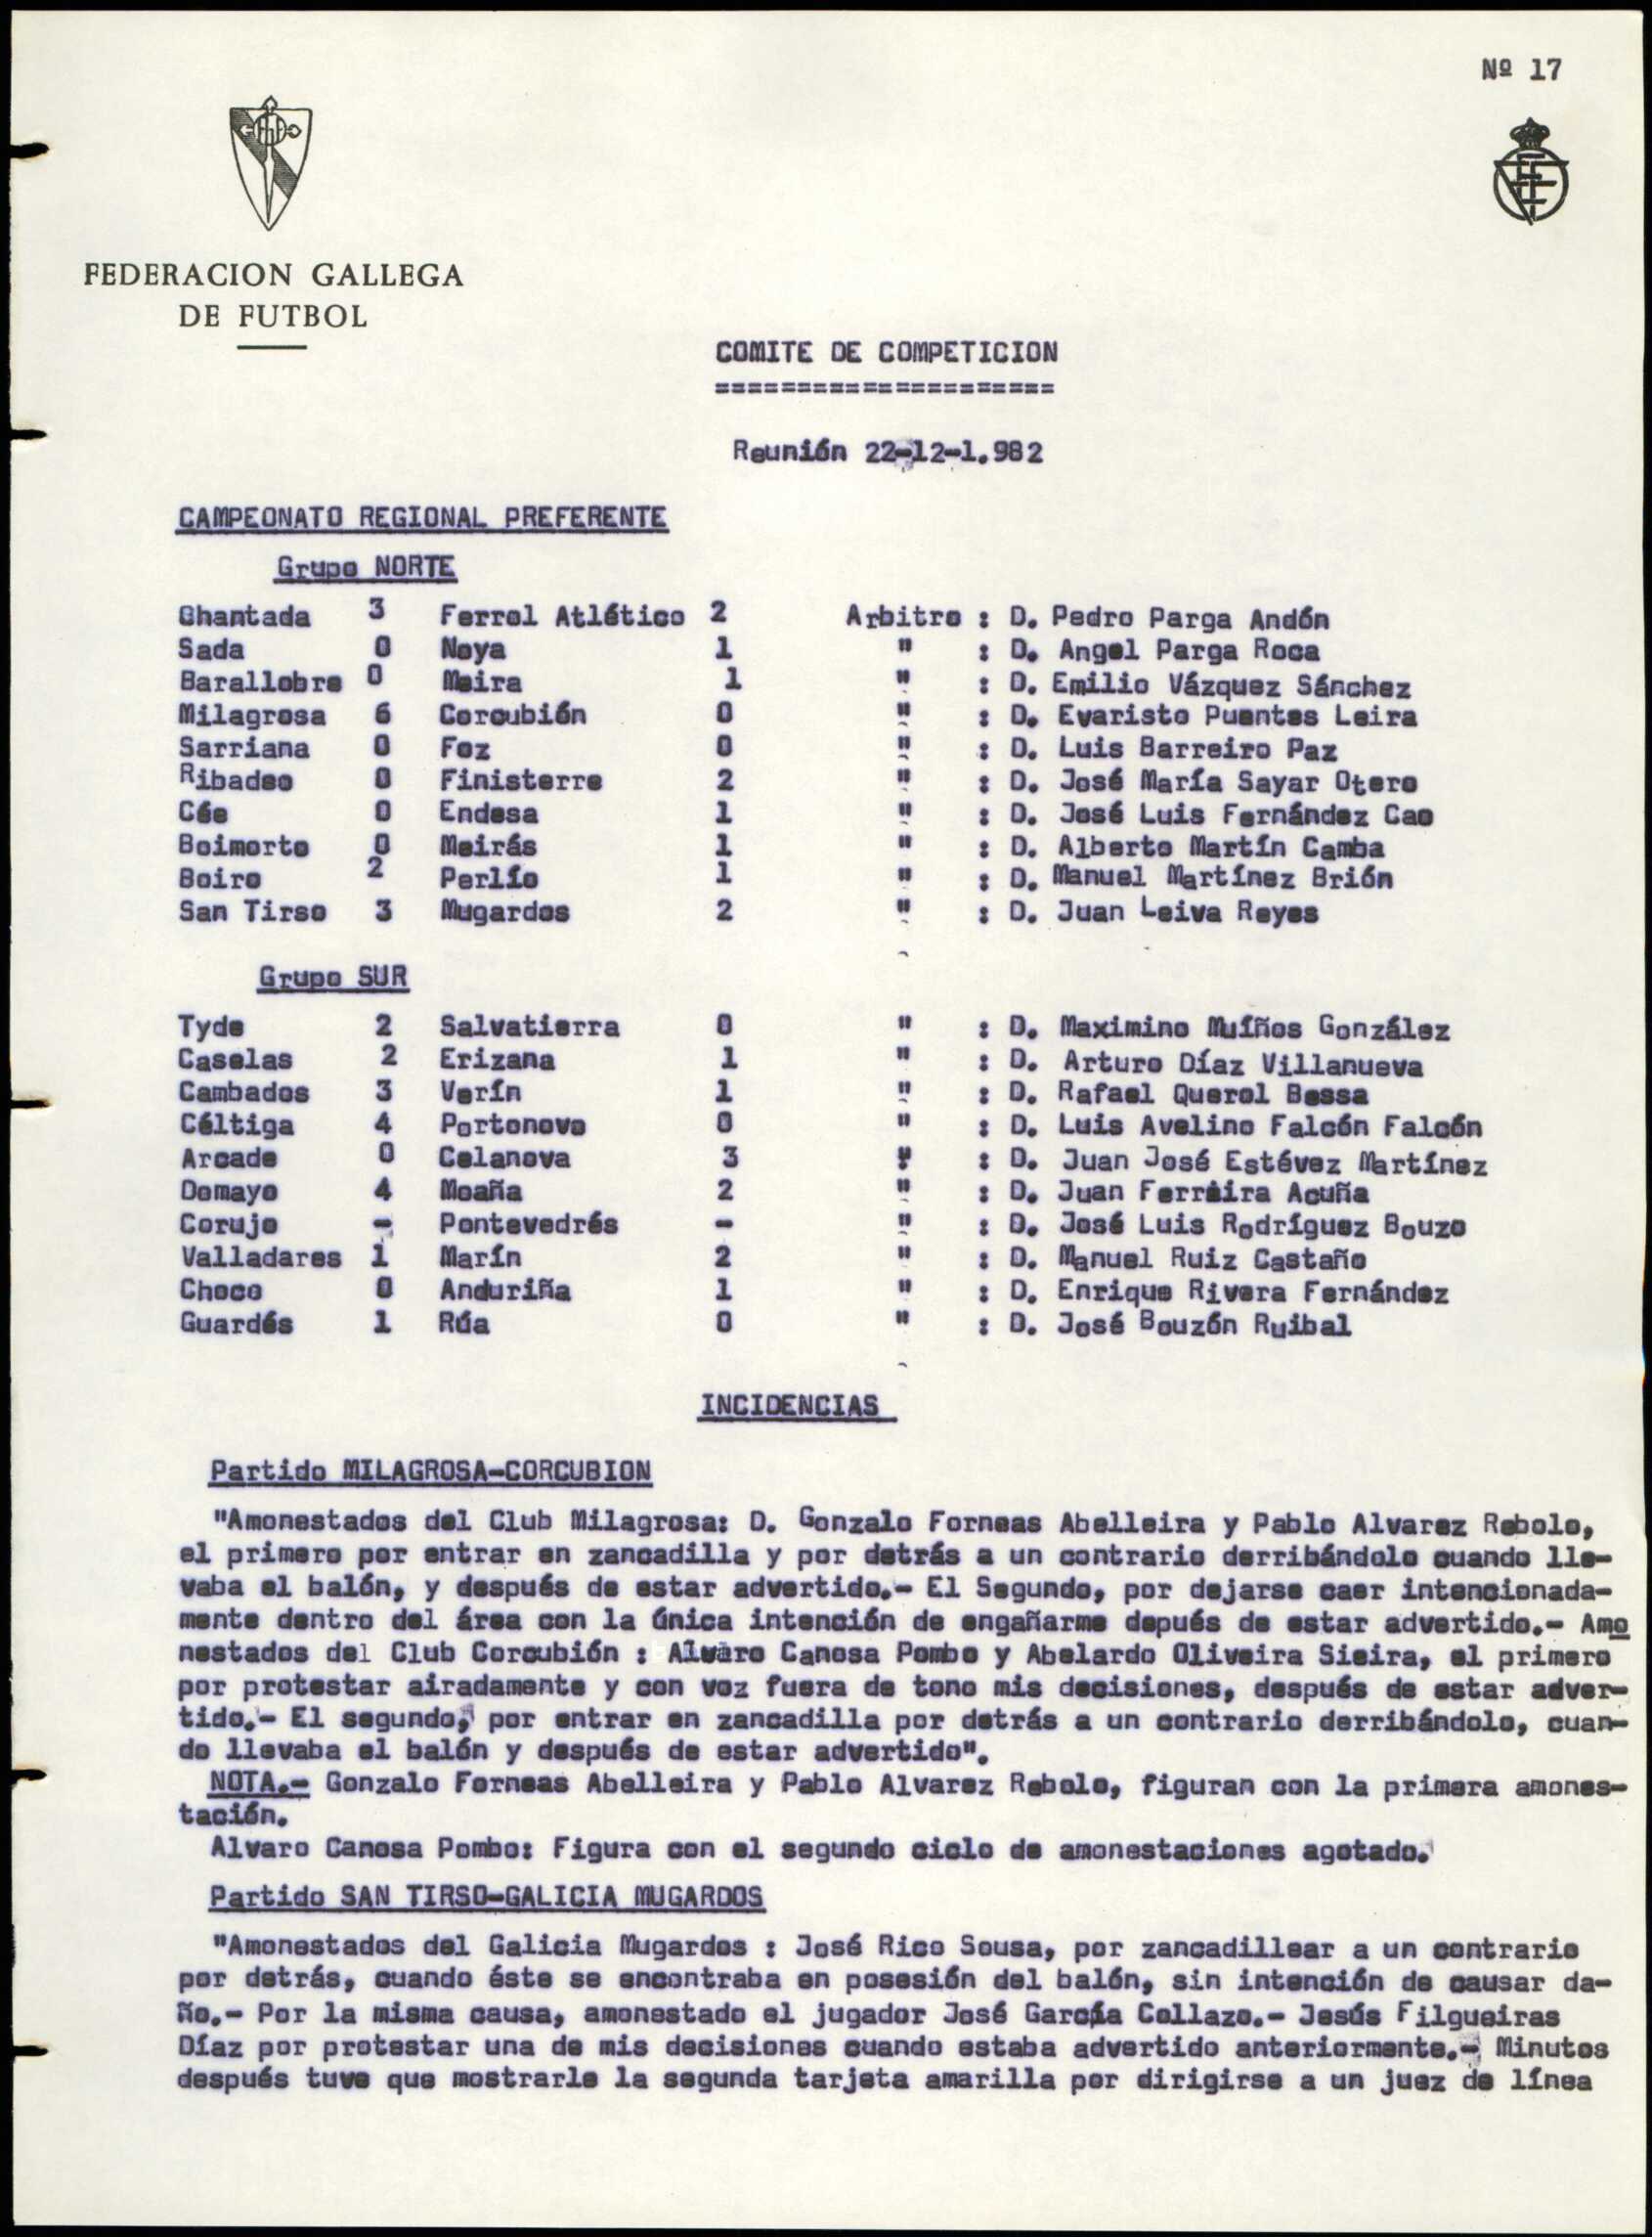 Nº 17
FEDERACION GALLEGA
DE FUTBOL
COMITE DE COMPETICION
=====================
Reunión 22-12-1.982
CAMPEONATO REGIONAL PREFERENTE
Grupo NORTE
Chantada 3 Ferrol Atlético 2 Arbitro : D. Pedro Parga Andón
Sada 0 Noya 1 " : D. Angel Parga Roca
Barallobre 0 Meira 1 " : D. Emilio Vázquez Sánchez
Milagrosa 6 Corcubión 0 " : D. Evaristo Puentes Leira
Sarriana 0 Foz 0 " : D. Luis Barreiro Paz
Ribadeo 0 Finisterre 2 " : D. José María Sayar Otero
Cée 0 Endesa 1 " : D. José Luis Fernández Cao
Boimorto 0 Meirás 1 " : D. Alberto Martín Camba
Boiro 2 Perlío 1 " : D. Manuel Martínez Brión
San Tirso 3 Mugardos 2 " : D. Juan Leiva Reyes
Grupo SUR
Tyde 2 Salvatierra 0 " : D. Maximino Muíños González
Caselas 2 Erizana 1 " : D. Arturo Díaz Villanueva
Cambados 3 Verín 1 " : D. Rafael Querol Bessa
Céltiga 4 Portonovo 0 " : D. Luis Avelino Falcón Falcón
Arcade 0 Celanova 3 " : D. Juan José Estévez Martínez
Domayo 4 Moaña 2 " : D. Juan Ferreira Acuña
Corujo - Pontevedrés - " : D. José Luis Rodríguez Bouzo
Valladares 1 Marín 2 " : D. Manuel Ruiz Castaño
Choco 0 Anduriña 1 " : D. Enrique Rivera Fernández
Guardés 1 Rúa 0 " : D. José Bouzón Ruibal
INCIDENCIAS
Partido MILAGROSA-CORCUBION
"Amonestados del Club Milagrosa: D. Gonzalo Forneas Abelleira y Pablo Alvarez Rebolo,
el primero por entrar en zancadilla y por detrás a un contrario derribándolo cuando lle-
vaba el balón, y después de estar advertido.- El Segundo, por dejarse caer intencionada-
mente dentro del área con la única intención de engañarme depués de estar advertido.- Amo
nestados del Club Corcubión : Alvaro Canosa Pombo y Abelardo Oliveira Sieira, el primero
por protestar airadamente y con voz fuera de tono mis decisiones, después de estar adver-
tido.- El segundo, por entrar en zancadilla por detrás a un contrario derribándolo, cuan-
do llevaba el balón y después de estar advertido".
NOTA.- Gonzalo Forneas Abelleira y Pablo Alvarez Rebolo, figuran con la primera amones-
tación.
Alvaro Canosa Pombo: Figura con el segundo ciclo de amonestaciones agotado.
Partido SAN TIRSO-GALICIA MUGARDOS
"Amonestados del Galicia Mugardos : José Rico Sousa, por zancadillear a un contrario
por detrás, cuando éste se encontraba en posesión del balón, sin intención de causar da-
ño.- Por la misma causa, amonestado el jugador José García Collazo.- Jesús Filgueiras
Díaz por protestar una de mis decisiones cuando estaba advertido anteriormente.- Minutos
después tuve que mostrarle la segunda tarjeta amarilla por dirigirse a un juez de línea